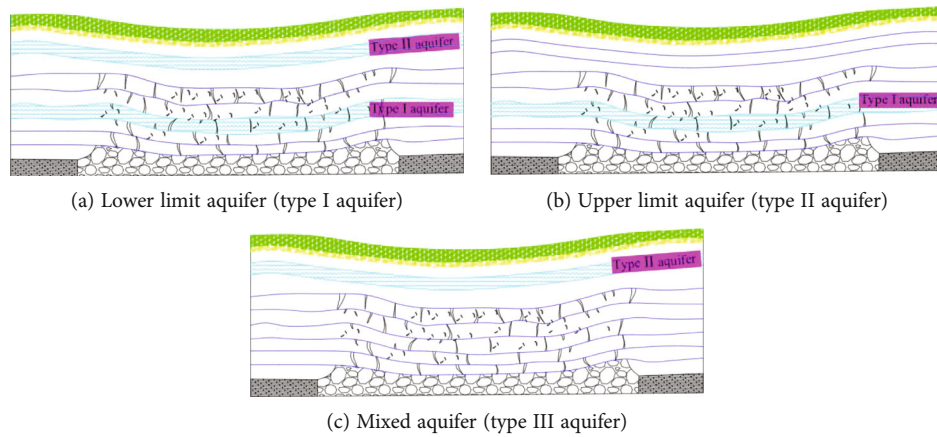 Type II aquifer
Type I aquifer
(a) Lower limit aquifer (type I aquifer)
Type I aquifer
(b) Upper limit aquifer (type II aquifer)
Type II aquifer
(c) Mixed aquifer (type III aquifer)